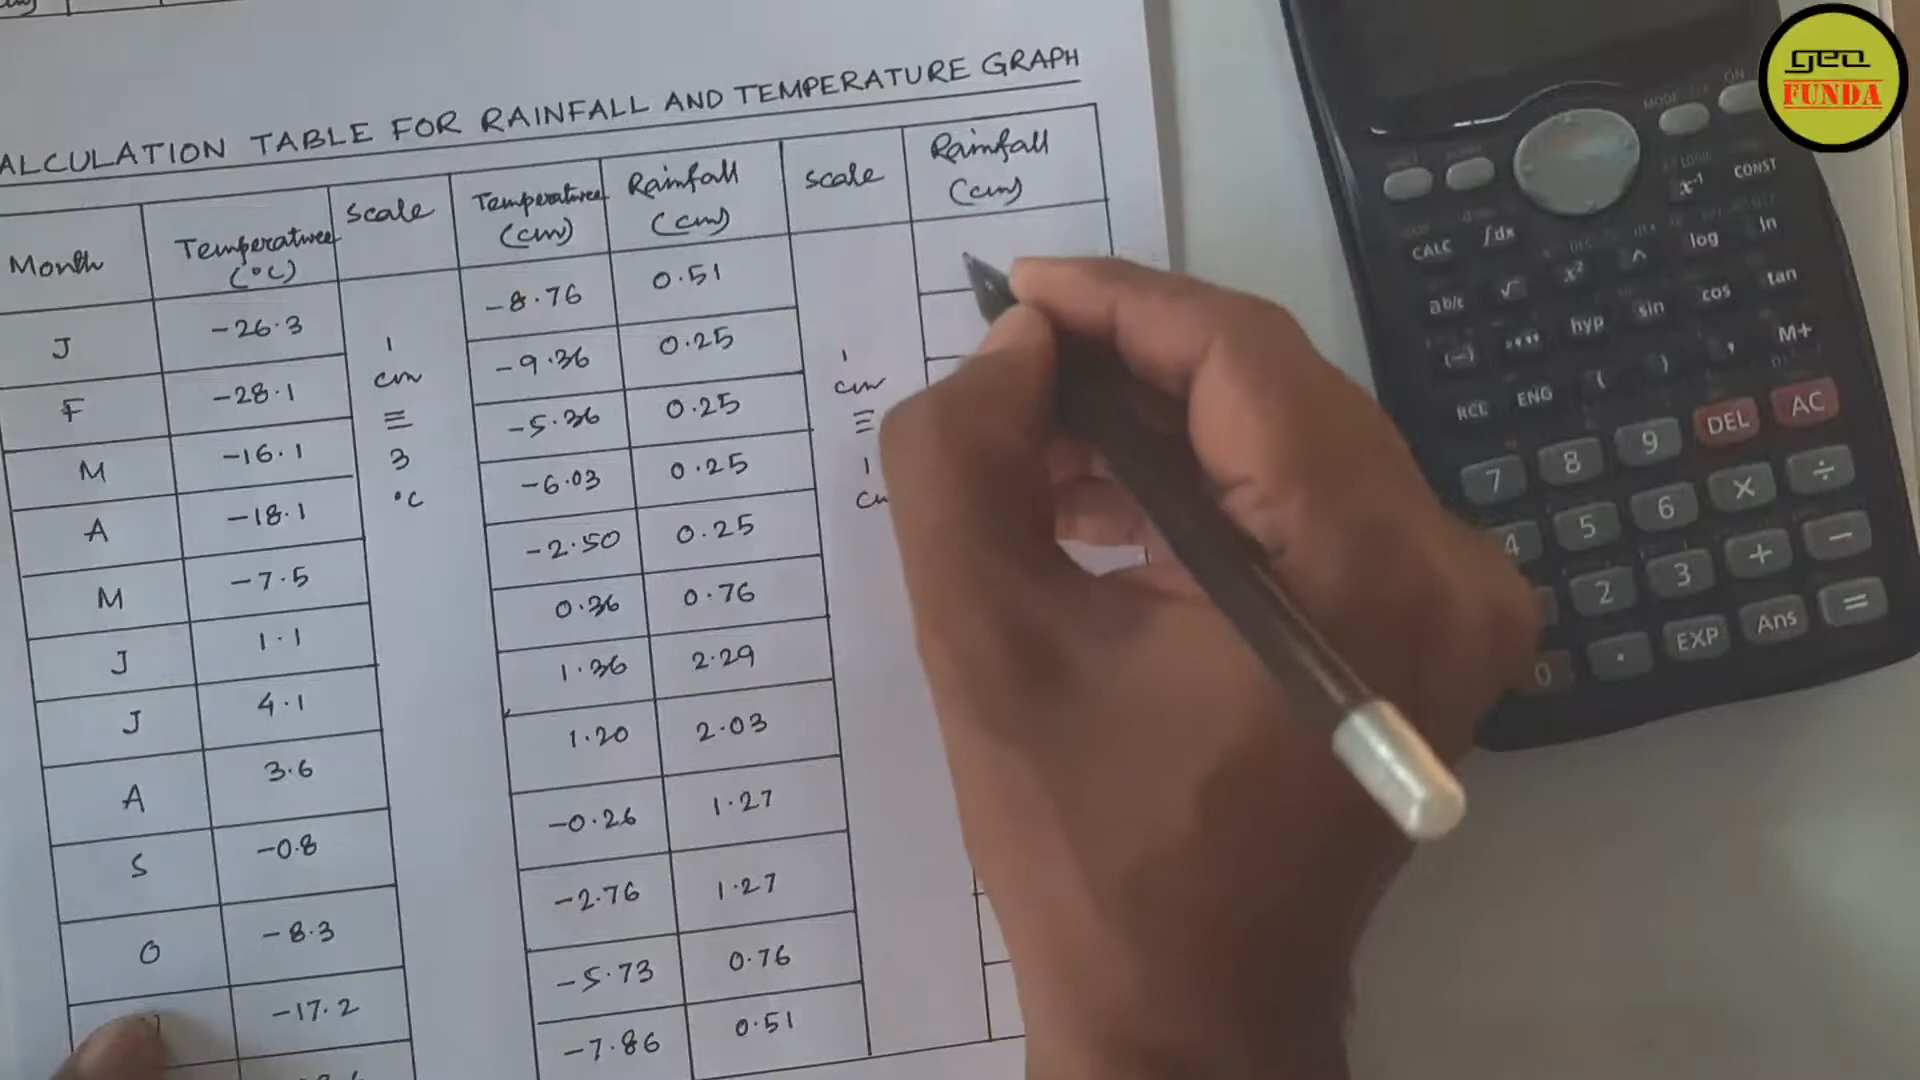 ALCULATION TABLE FOR RAINFALL AND TEMPERATURE GRAPH
Month Temperature (°C) Scale Temperature (cm) Rainfall (cm) Scale Rainfall (cm)
J -26.3 -8.76 0.51
F -28.1 -9.36 0.25
M -16.1 -5.36 0.25
A -18.1 -6.03 0.25
M -7.5 -2.50 0.25
J 1.1 0.36 0.76
J 4.1 1.36 2.29
A 3.6 1.20 2.03
S -0.8 -0.26 1.27
O -8.3 -2.76 1.27
-17.2 -5.73 0.76
-7.86 0.51
1
cm
≡
3
°C
1
cm
≡
1
geo
FUNDA
MODE
ON
CONST
x⁻¹
CALC ∫dx log ln
ab/c √ x² ^
(-) hyp sin cos tan
RCL ENG ( ) , M+
7 8 9 DEL AC
4 5 6 × ÷
2 3 + −
0 . EXP Ans =